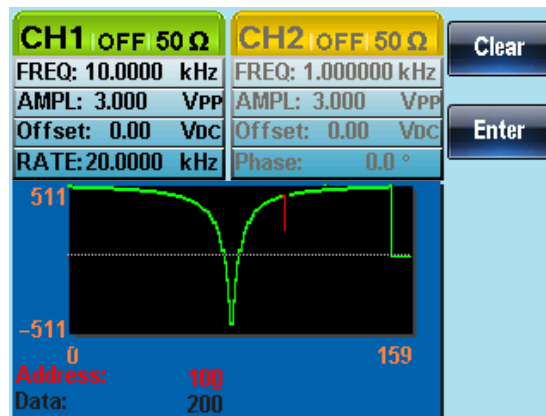 CH1 OFF 50 Ω
FREQ: 10.0000 kHz
AMPL: 3.000 VPP
Offset: 0.00 VDC
RATE: 20.0000 kHz
CH2 OFF 50 Ω
FREQ: 1.000000 kHz
AMPL: 3.000 VPP
Offset: 0.00 VDC
Phase: 0.0 °
Clear
Enter
511
-511
0 159
Address: 100
Data: 200